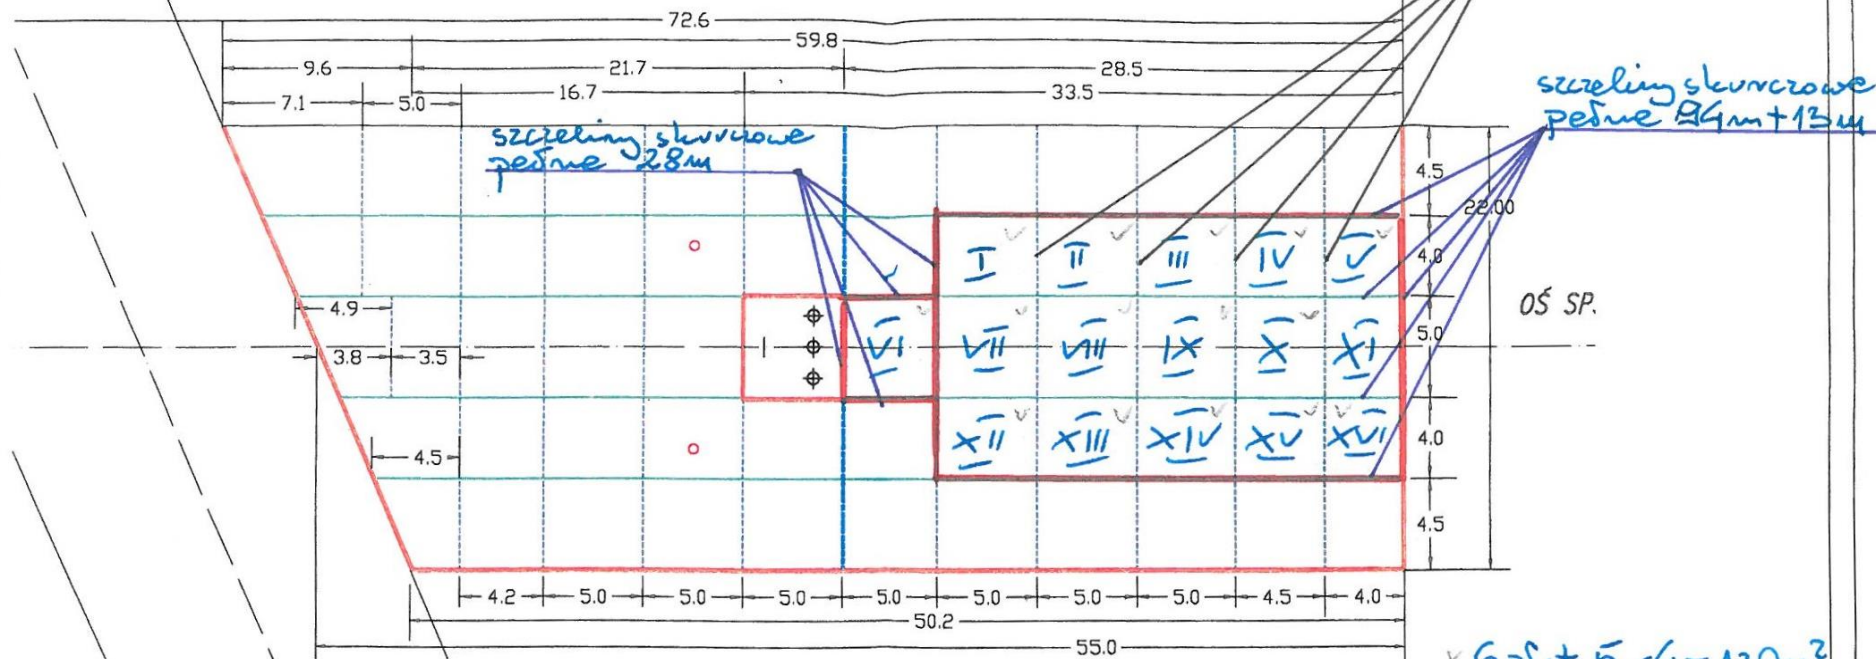 72.6
59.8
9.6 21.7 28.5
7.1 5.0 16.7 33.5
szczeliny skurczowe
pełne 94m+13m
szczeliny skurczowe
pełne 28m
4.5
22.00
I II III IV V
4.0
4.9
OŚ SP.
VI VII VIII IX X XI
5.0
3.8 3.5
XII XIII XIV XV XVI
4.0
4.5
4.5
4.2 5.0 5.0 5.0 5.0 5.0 5.0 5.0 4.5 4.0
50.2
55.0